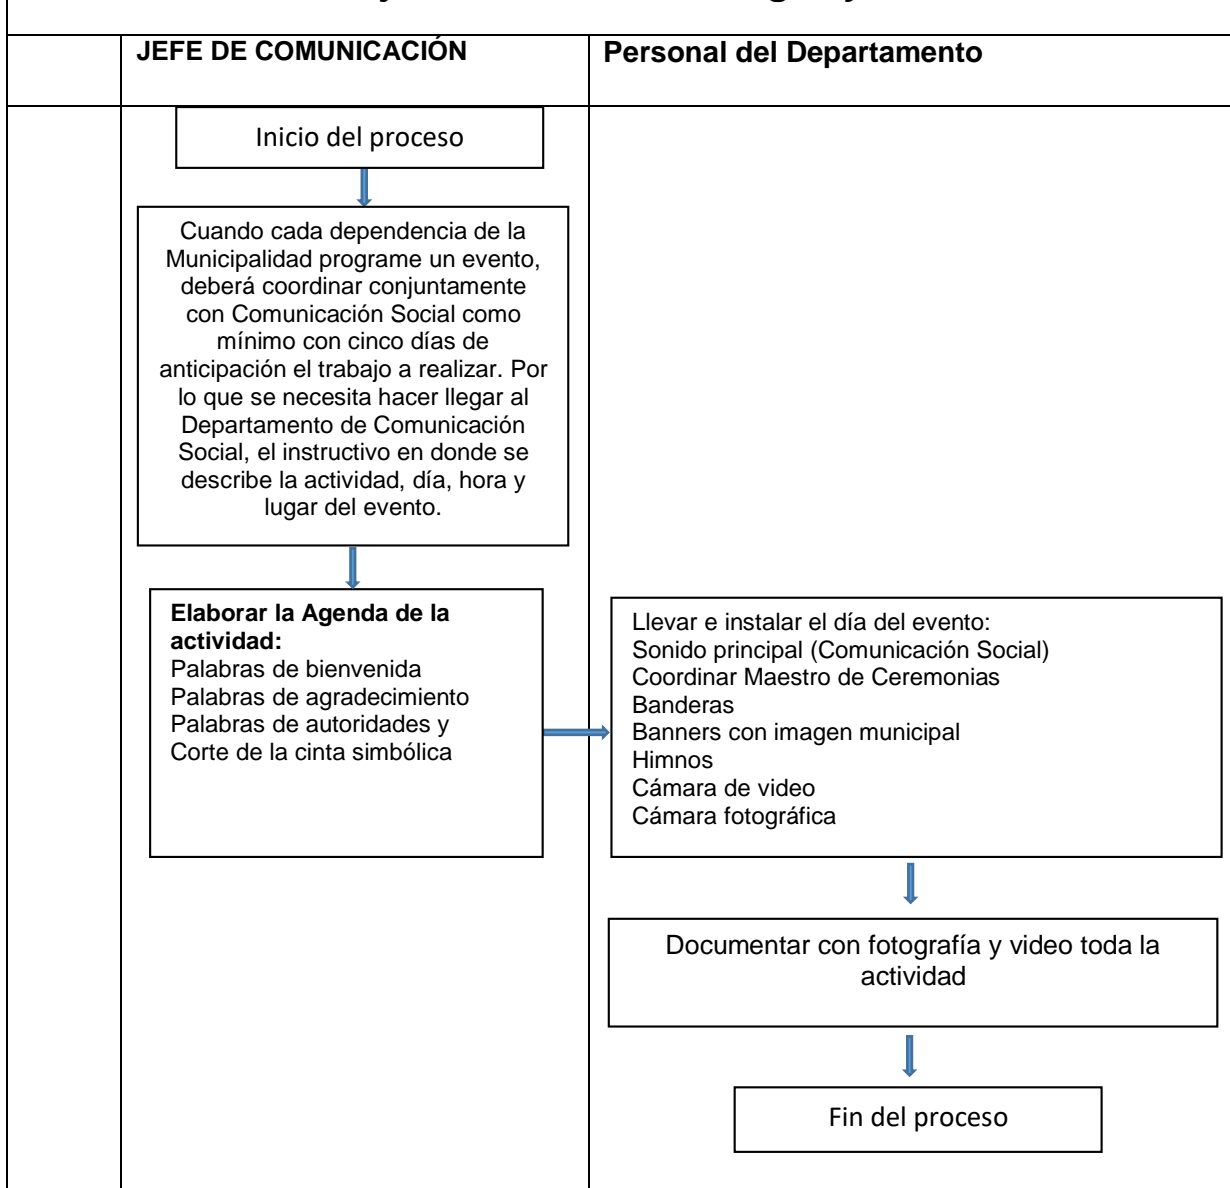 JEFE DE COMUNICACIÓN
Personal del Departamento
Inicio del proceso
Cuando cada dependencia de la
Municipalidad programe un evento,
deberá coordinar conjuntamente
con Comunicación Social como
mínimo con cinco días de
anticipación el trabajo a realizar. Por
lo que se necesita hacer llegar al
Departamento de Comunicación
Social, el instructivo en donde se
describe la actividad, día, hora y
lugar del evento.
Elaborar la Agenda de la
actividad:
Palabras de bienvenida
Palabras de agradecimiento
Palabras de autoridades y
Corte de la cinta simbólica
Llevar e instalar el día del evento:
Sonido principal (Comunicación Social)
Coordinar Maestro de Ceremonias
Banderas
Banners con imagen municipal
Himnos
Cámara de video
Cámara fotográfica
Documentar con fotografía y video toda la
actividad
Fin del proceso